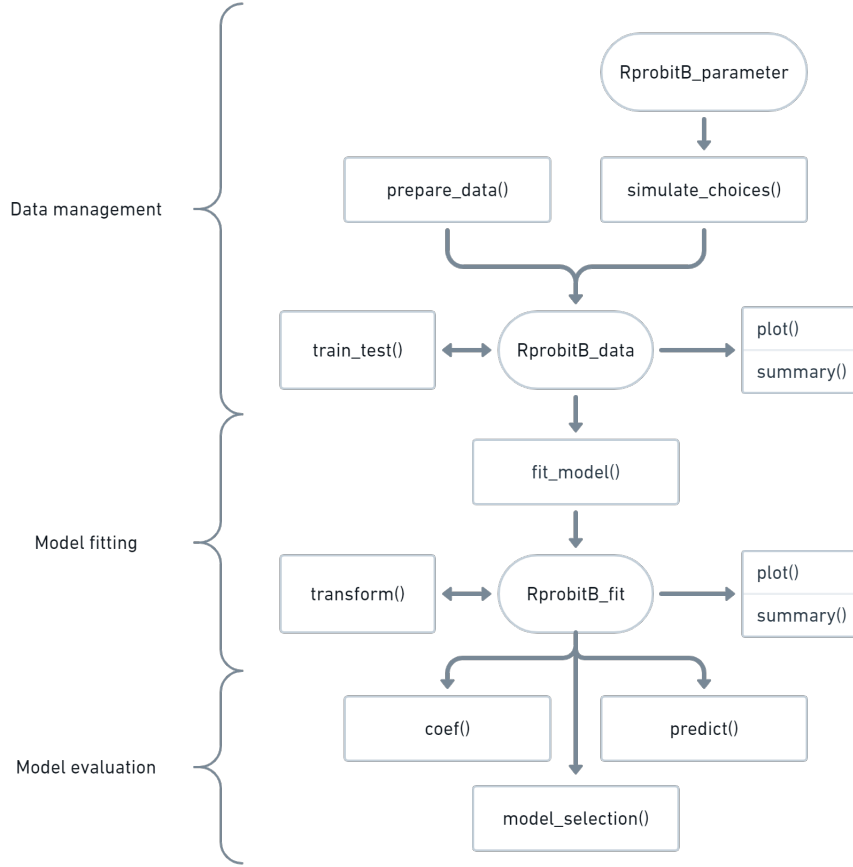 RprobitB_parameter
prepare_data()
simulate_choices()
Data management
train_test()
RprobitB_data
plot()
summary()
fit_model()
Model fitting
transform()
RprobitB_fit
plot()
summary()
coef()
predict()
Model evaluation
model_selection()